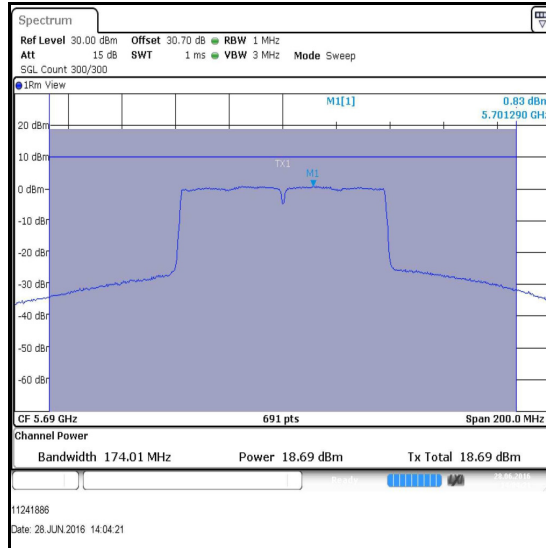 Spectrum
Ref Level 30.00 dBm Offset 30.70 dB RBW 1 MHz
Att 15 dB SWT 1 ms VBW 3 MHz Mode Sweep
SGL Count 300/300
1Rm View
M1[1] 0.83 dBm
5.701290 GHz
20 dBm
10 dBm
TX1
M1
0 dBm
-10 dBm
-20 dBm
-30 dBm
-40 dBm
-50 dBm
-60 dBm
CF 5.69 GHz 691 pts Span 200.0 MHz
Channel Power
Bandwidth 174.01 MHz Power 18.69 dBm Tx Total 18.69 dBm
28.06.2016
11241886
Date: 28.JUN.2016 14:04:21